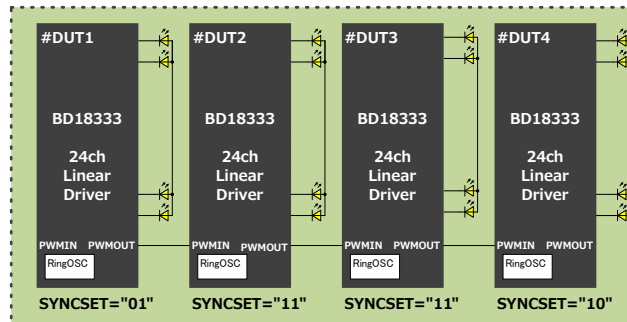 #DUT1
BD18333
24ch
Linear
Driver
PWMIN PWMOUT
RingOSC
SYNCSET="01"
#DUT2
BD18333
24ch
Linear
Driver
PWMIN PWMOUT
RingOSC
SYNCSET="11"
#DUT3
BD18333
24ch
Linear
Driver
PWMIN PWMOUT
RingOSC
SYNCSET="11"
#DUT4
BD18333
24ch
Linear
Driver
PWMIN PWMOUT
RingOSC
SYNCSET="10"